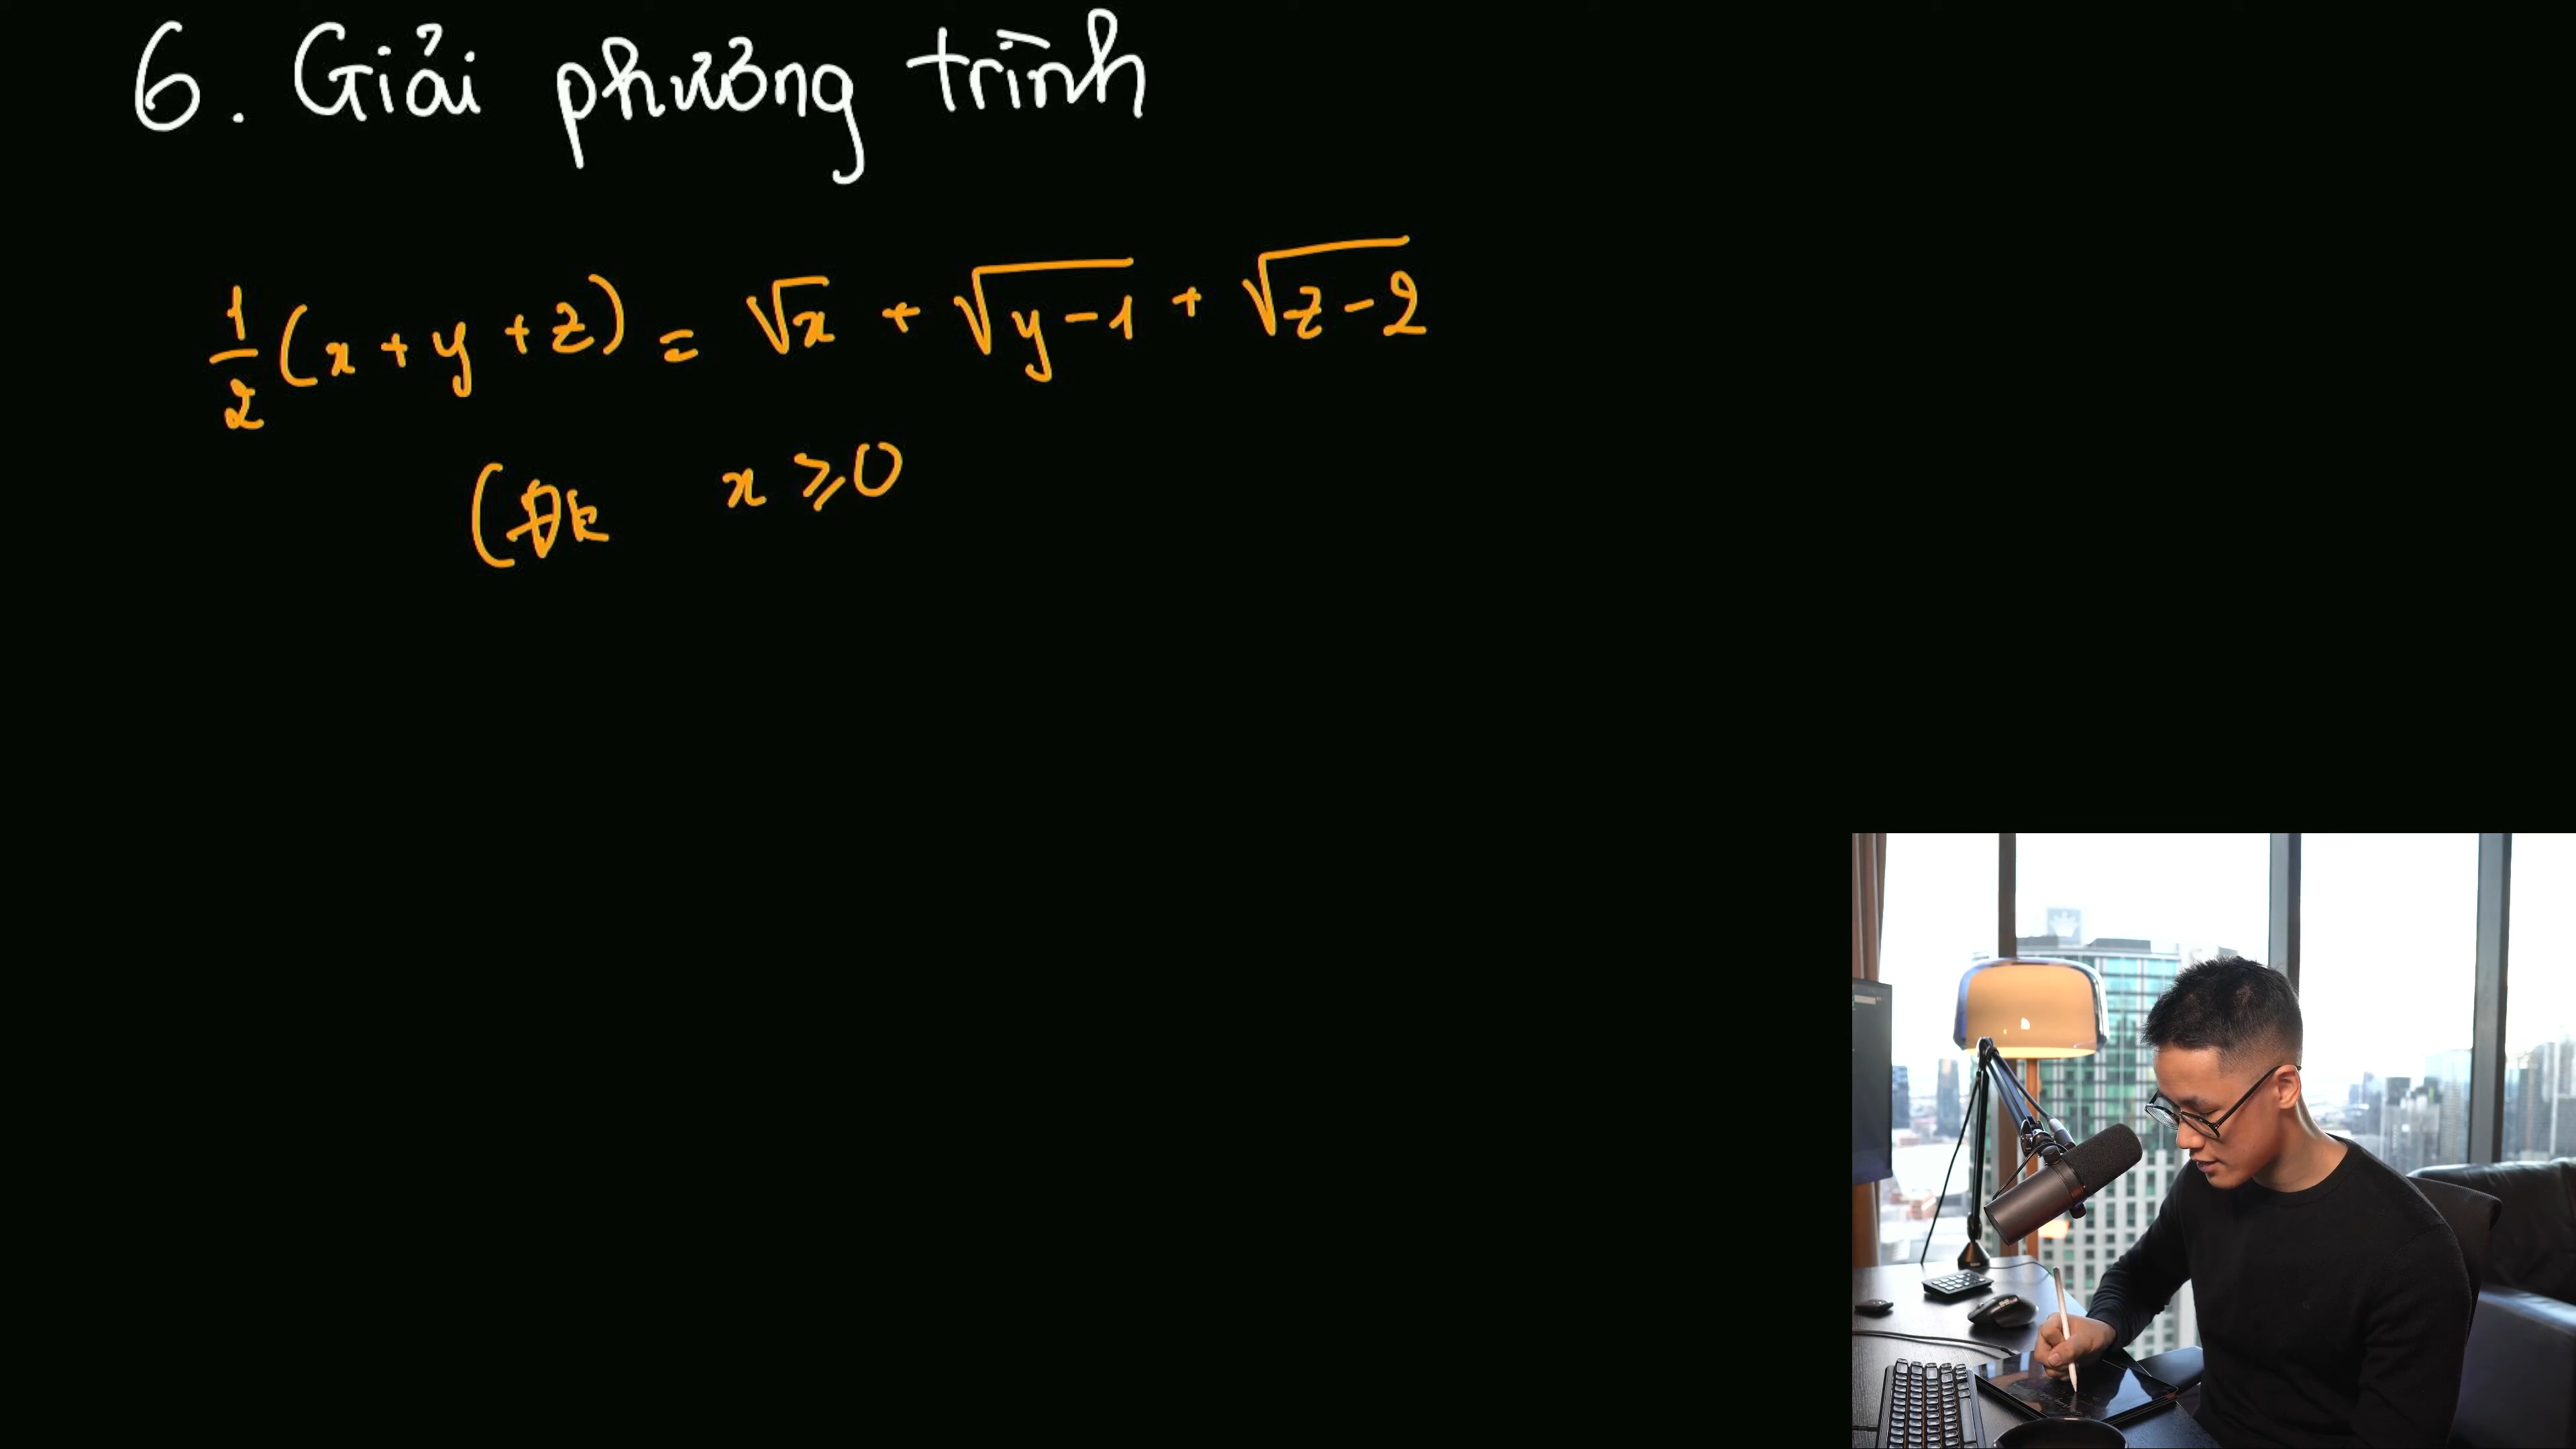 6. Giải phương trình
1/2 (x + y + z) = √x + √(y-1) + √(z-2)
(Đk x ≥ 0